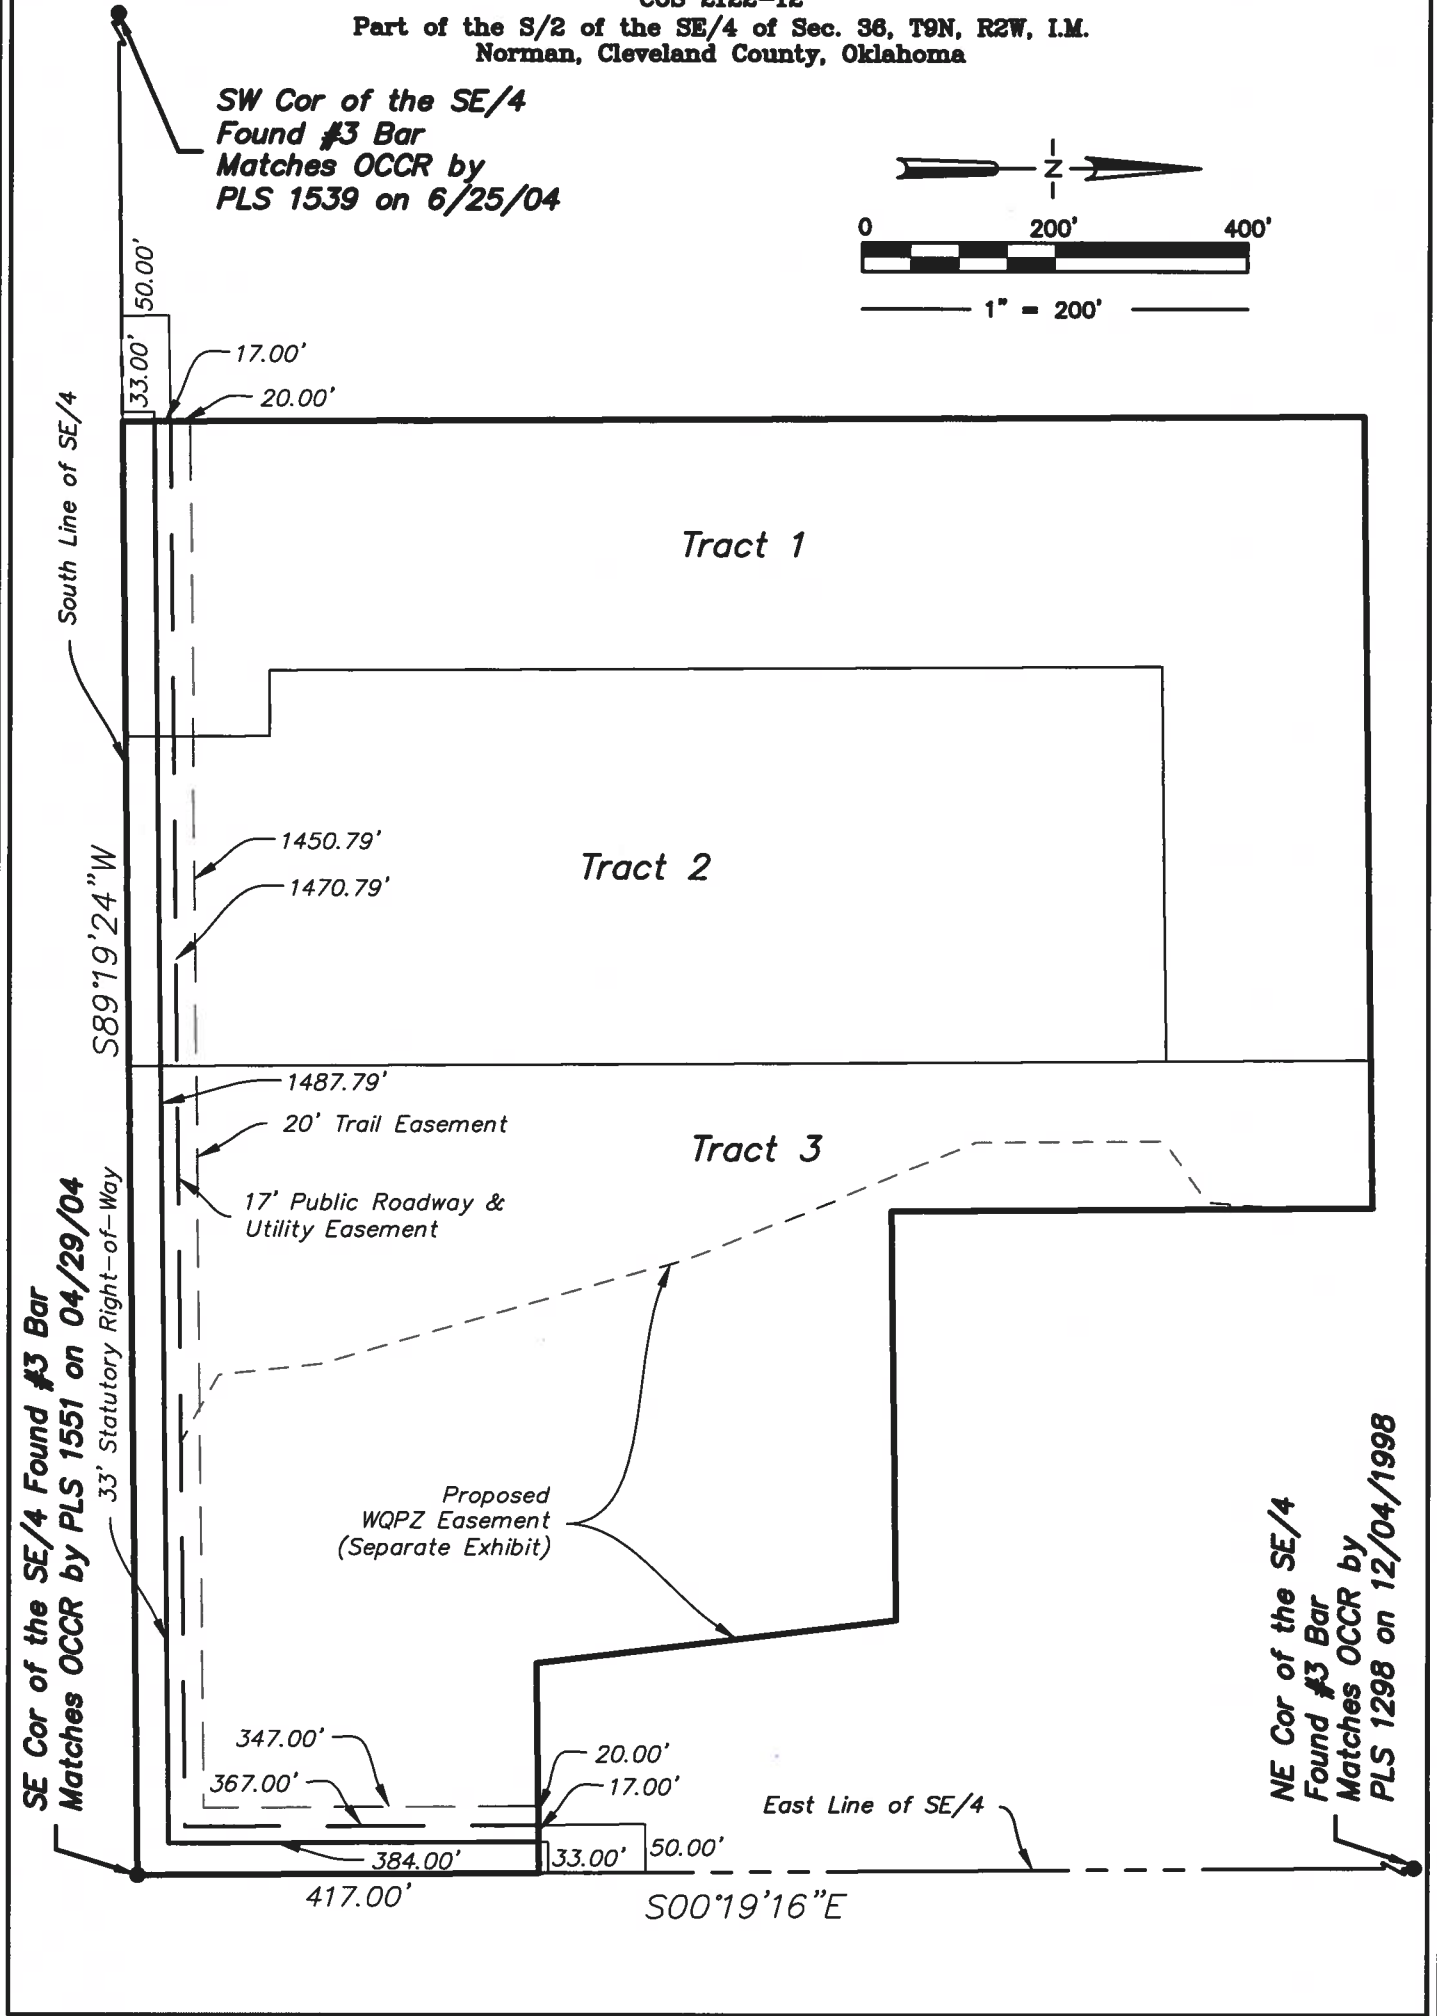 COS 2122-12
Part of the S/2 of the SE/4 of Sec. 36, T9N, R2W, I.M.
Norman, Cleveland County, Oklahoma
SW Cor of the SE/4
Found #3 Bar
Matches OCCR by
PLS 1539 on 6/25/04
N
0 200' 400'
1" = 200'
50.00'
33.00'
17.00'
20.00'
South Line of SE/4
Tract 1
1450.79'
1470.79'
Tract 2
S89°19'24"W
1487.79'
20' Trail Easement
Tract 3
17' Public Roadway &
Utility Easement
33' Statutory Right-of-Way
SE Cor of the SE/4 Found #3 Bar
Matches OCCR by PLS 1551 on 04/29/04
Proposed
WQPZ Easement
(Separate Exhibit)
NE Cor of the SE/4
Found #3 Bar
Matches OCCR by
PLS 1298 on 12/04/1998
347.00'
367.00'
20.00'
17.00'
East Line of SE/4
384.00'
33.00'
50.00'
417.00'
S00°19'16"E